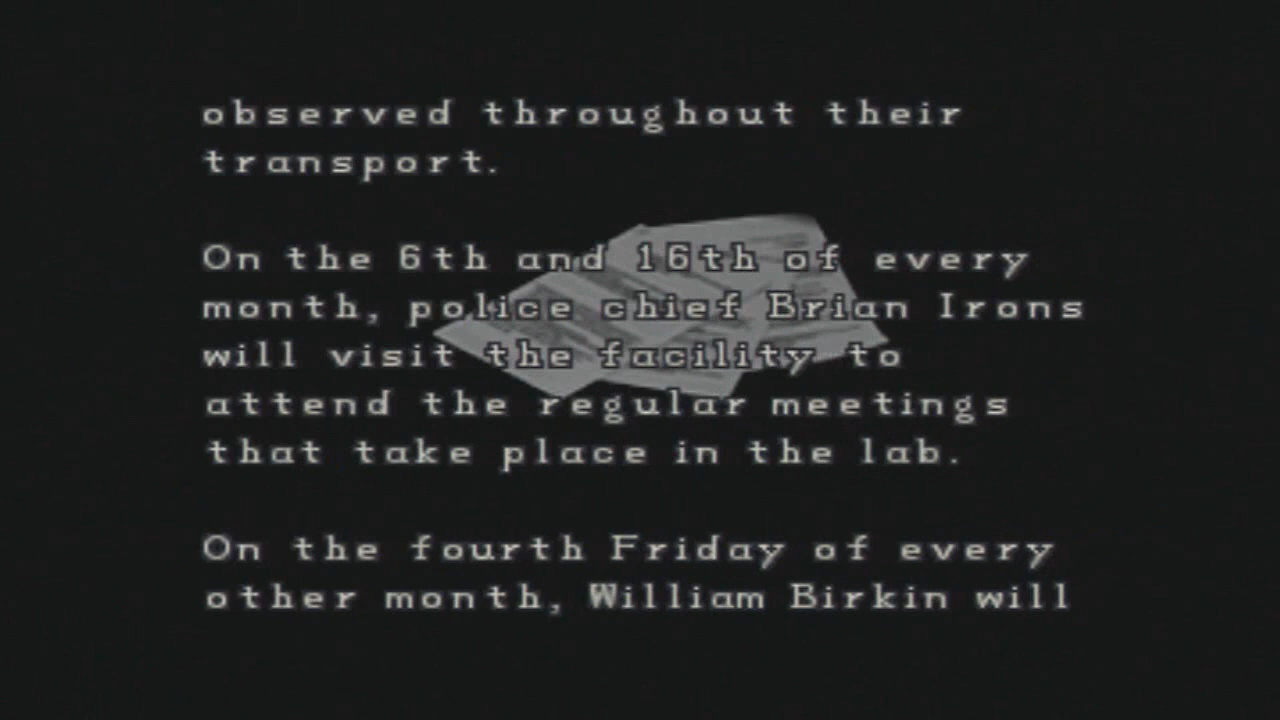 observed throughout their
transport.
On the 6th and 16th of every
month, police chief Brian Irons
will visit the facility to
attend the regular meetings
that take place in the lab.
On the fourth Friday of every
other month, William Birkin will